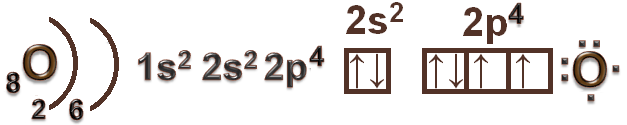 2s² 2p⁴
₈O 1s² 2s² 2p⁴ ↑↓ ↑↓ ↑ ↑ O
2 6